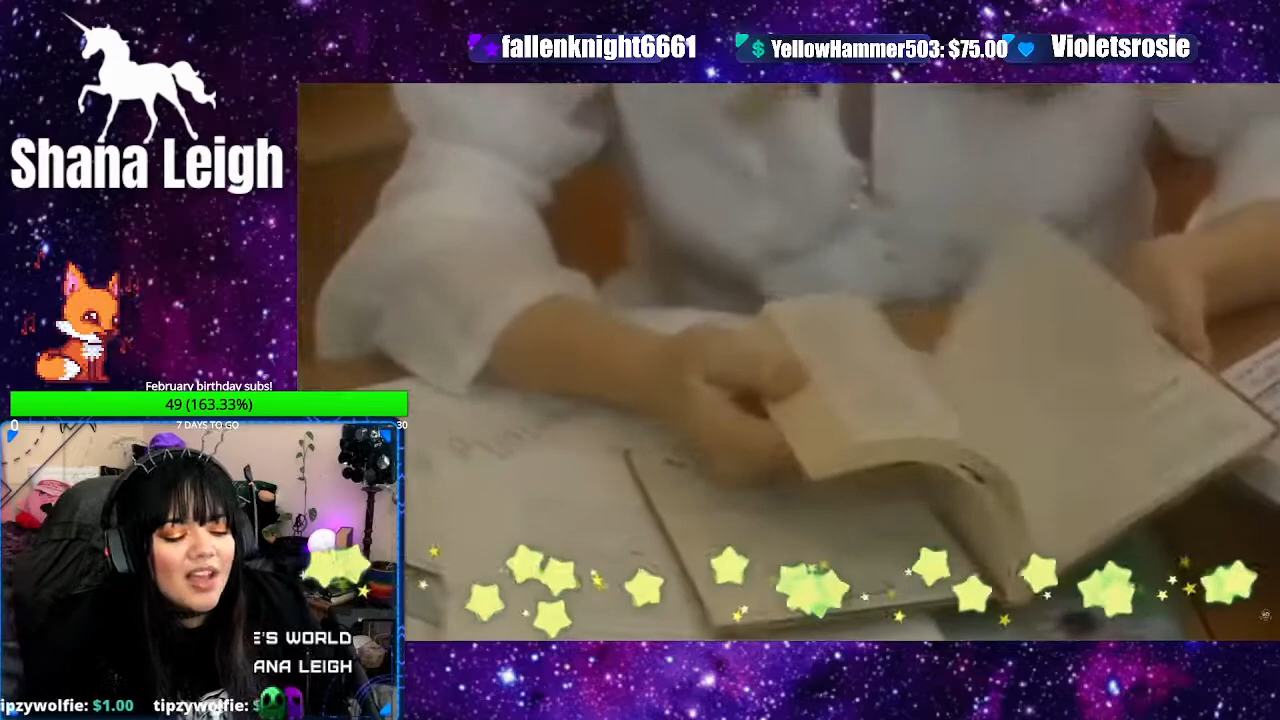 fallenknight6661
$ YellowHammer503: $75.00
Violetsrosie
Shana Leigh
February birthday subs!
49 (163.33%)
0 7 DAYS TO GO 30
E'S WORLD
ANA LEIGH
ipzywolfie: $1.00 tipzywolfie: $